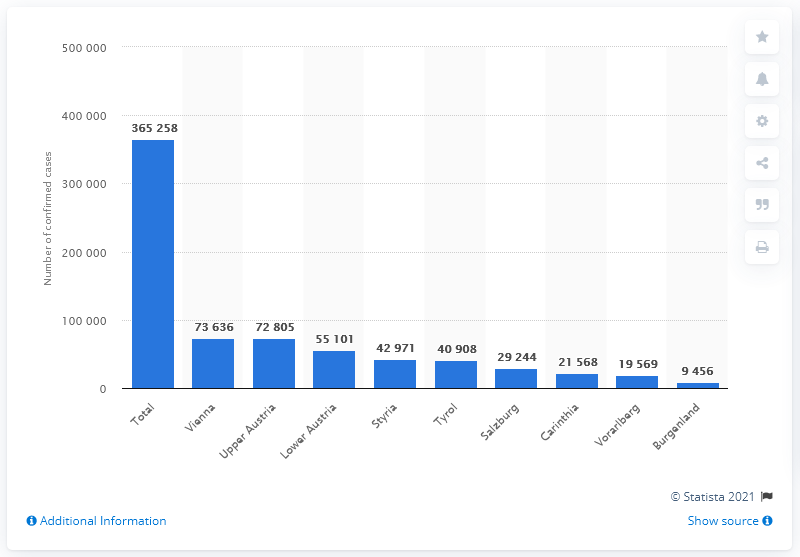 500 000
400 000
300 000
200 000
100 000
0
Number of confirmed cases
365 258
73 636
72 805
55 101
42 971
40 908
29 244
21 568
19 569
9 456
Total
Vienna
Upper Austria
Lower Austria
Styria
Tyrol
Salzburg
Carinthia
Vorarlberg
Burgenland
© Statista 2021
Additional Information
Show source